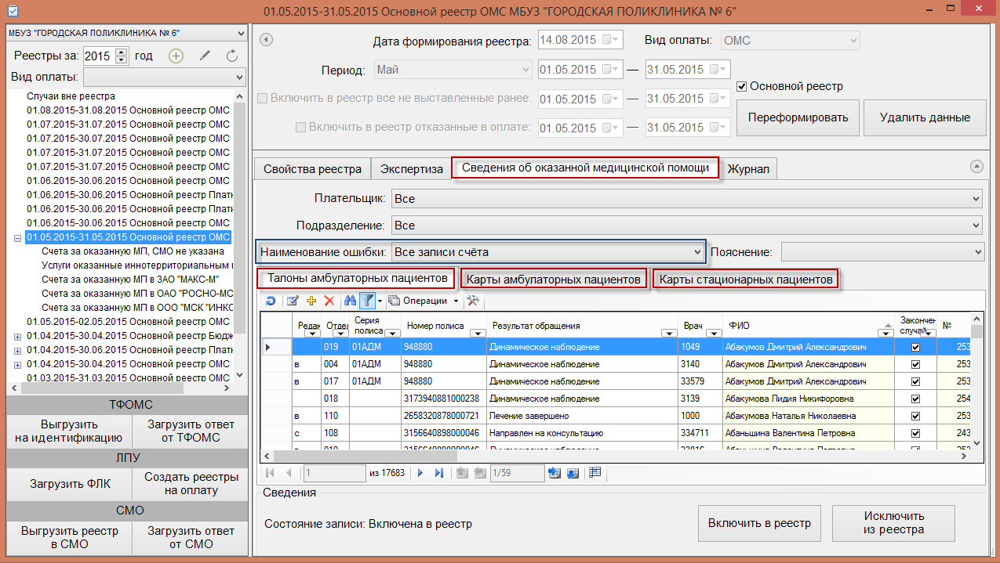 01.05.2015-31.05.2015 Основной реестр ОМС МБУЗ "ГОРОДСКАЯ ПОЛИКЛИНИКА № 6"
МБУЗ "ГОРОДСКАЯ ПОЛИКЛИНИКА № 6"
Реестры за: 2015 год
Вид оплаты:
Случаи вне реестра
01.08.2015-31.08.2015 Основной реестр ОМС
01.07.2015-31.07.2015 Основной реестр ОМС
01.07.2015-30.07.2015 Основной реестр ОМС
01.07.2015-31.07.2015 Основной реестр ОМС
01.07.2015-31.07.2015 Основной реестр ОМС
01.06.2015-30.06.2015 Основной реестр ОМС
01.06.2015-30.06.2015 Основной реестр Платн
01.06.2015-30.06.2015 Основной реестр Платн
01.06.2015-30.06.2015 Основной реестр ОМС
01.05.2015-31.05.2015 Основной реестр ОМС
Счета за оказанную МП, СМО не указана
Услуги оказаные иннотерриториальным
Счета за оказанную МП в ЗАО "МАКС-М"
Счета за оказанную МП в ОАО "РОСНО-МС
Счета за оказанную МП в ООО "МСК "ИНКО
01.05.2015-02.05.2015 Основной реестр ОМС
01.04.2015-30.04.2015 Основной реестр Бюдж
01.04.2015-30.06.2015 Основной реестр Платн
01.04.2015-30.04.2015 Основной реестр ОМС
01.03.2015-31.03.2015 Основной реестр ОМС
ТФОМС
Выгрузить на идентификацию
Загрузить ответ от ТФОМС
ЛПУ
Загрузить ФЛК
Создать реестры на оплату
СМО
Выгрузить реестр в СМО
Загрузить ответ от СМО
Дата формирования реестра: 14.08.2015 Вид оплаты: ОМС
Период: Май 01.05.2015 — 31.05.2015
Основной реестр
Включить в реестр все не выставленные ранее: 01.05.2015 — 31.05.2015
Включить в реестр отказанные в оплате: 01.05.2015 — 31.05.2015
Переформировать Удалить данные
Свойства реестра Экспертиза Сведения об оказанной медицинской помощи Журнал
Плательщик: Все
Подразделение: Все
Наименование ошибки: Все записи счёта Пояснение:
Талоны амбулаторных пациентов Карты амбулаторных пациентов Карты стационарных пациентов
Операции
Редак Отдел Серия полиса Номер полиса Результат обращения Врач ФИО Закончен случай №
019 01АДМ 948880 Динамическое наблюдение 1049 Абакумов Дмитрий Александрович 253
в 004 01АДМ 948880 Динамическое наблюдение 3140 Абакумов Дмитрий Александрович 253
в 017 01АДМ 948880 Динамическое наблюдение 33579 Абакумов Дмитрий Александрович 253
018 3173940881000238 Динамическое наблюдение 3139 Абакумова Лидия Никифоровна 254
в 110 2658320878000721 Лечение завершено 1000 Абакумова Наталья Николаевна 253
с 108 3156640898000046 Направлен на консультацию 334711 Абаньшина Валентина Петровна 243
в 010 3156640898000046 Динамическое наблюдение 33816 Абаньшина Валентина Петровна 253
1 из 17683 1/59
Сведения
Состояние записи: Включена в реестр
Включить в реестр
Исключить из реестра